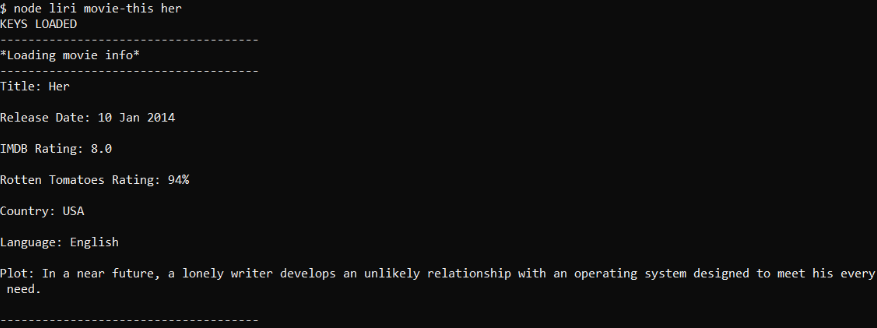 $ node liri movie-this her
KEYS LOADED
-------------------------------------
*Loading movie info*
-------------------------------------
Title: Her
Release Date: 10 Jan 2014
IMDB Rating: 8.0
Rotten Tomatoes Rating: 94%
Country: USA
Language: English
Plot: In a near future, a lonely writer develops an unlikely relationship with an operating system designed to meet his every
 need.
-------------------------------------